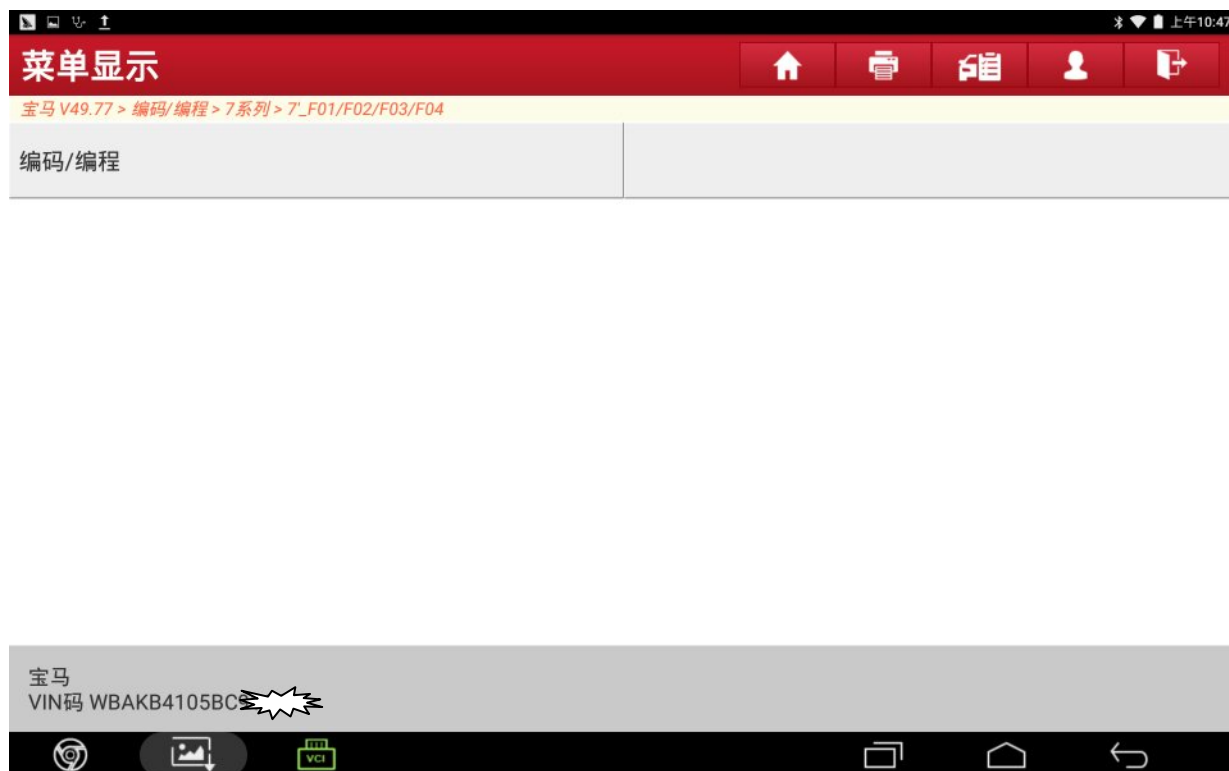 上午10:47
菜单显示
宝马 V49.77 > 编码/编程 > 7系列 > 7'_F01/F02/F03/F04
编码/编程
宝马
VIN码 WBAKB4105BC
VCI